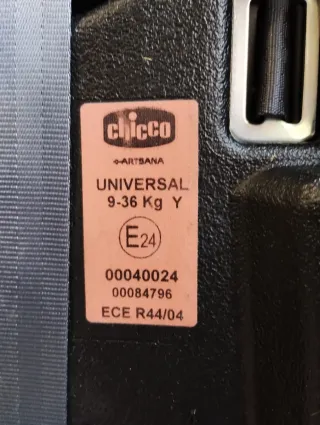 chicco
ARTSANA
UNIVERSAL
9-36 Kg Y
E24
00040024
00084796
ECE R44/04